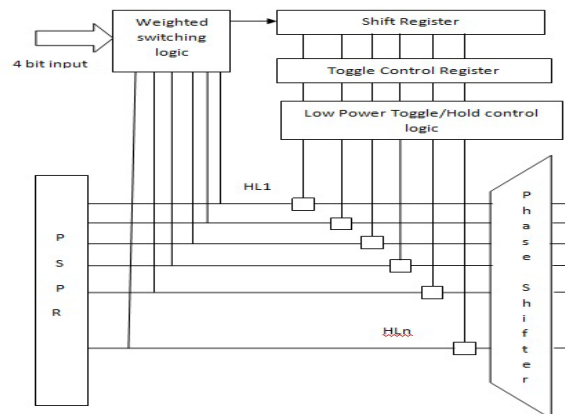 Weighted
switching
logic
4 bit input
Shift Register
Toggle Control Register
Low Power Toggle/Hold control
logic
HL1
P
S
P
R
HLn
P
h
a
s
e
S
h
i
f
t
e
r